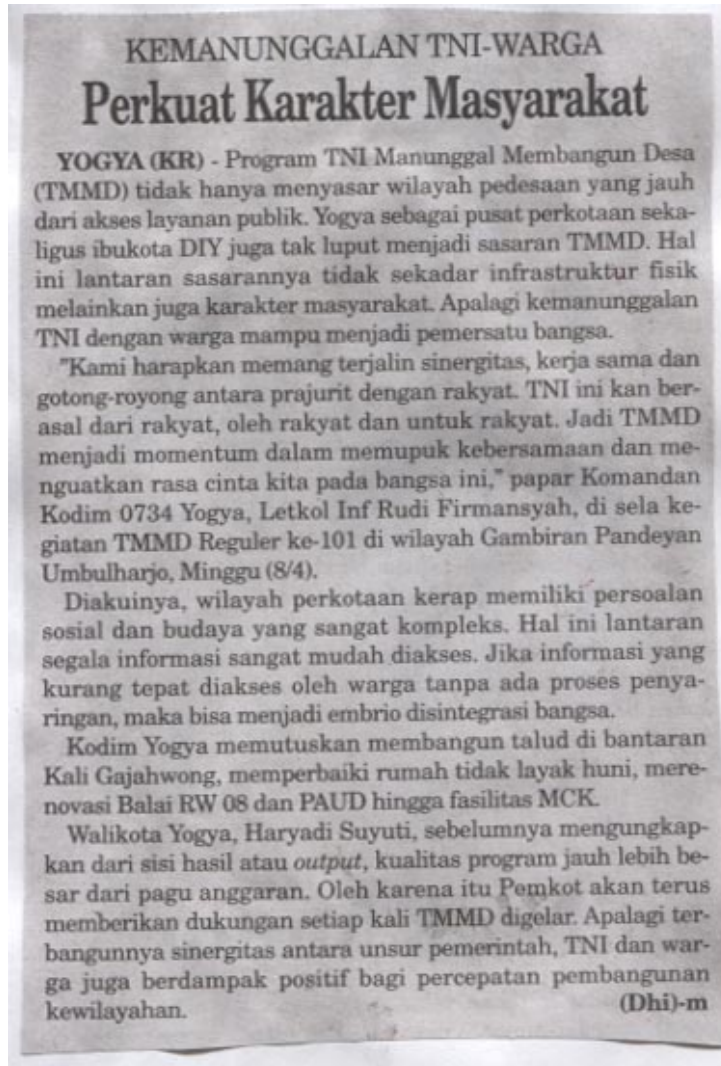 KEMANUNGGALAN TNI-WARGA
Perkuat Karakter Masyarakat
YOGYA (KR) - Program TNI Manunggal Membangun Desa
(TMMD) tidak hanya menyasar wilayah pedesaan yang jauh
dari akses layanan publik. Yogya sebagai pusat perkotaan seka-
ligus ibukota DIY juga tak luput menjadi sasaran TMMD. Hal
ini lantaran sasarannya tidak sekadar infrastruktur fisik
melainkan juga karakter masyarakat. Apalagi kemanunggalan
TNI dengan warga mampu menjadi pemersatu bangsa.
"Kami harapkan memang terjalin sinergitas, kerja sama dan
gotong-royong antara prajurit dengan rakyat. TNI ini kan ber-
asal dari rakyat, oleh rakyat dan untuk rakyat. Jadi TMMD
menjadi momentum dalam memupuk kebersamaan dan me-
nguatkan rasa cinta kita pada bangsa ini," papar Komandan
Kodim 0734 Yogya, Letkol Inf Rudi Firmansyah, di sela ke-
giatan TMMD Reguler ke-101 di wilayah Gambiran Pandeyan
Umbulharjo, Minggu (8/4).
Diakuinya, wilayah perkotaan kerap memiliki persoalan
sosial dan budaya yang sangat kompleks. Hal ini lantaran
segala informasi sangat mudah diakses. Jika informasi yang
kurang tepat diakses oleh warga tanpa ada proses penya-
ringan, maka bisa menjadi embrio disintegrasi bangsa.
Kodim Yogya memutuskan membangun talud di bantaran
Kali Gajahwong, memperbaiki rumah tidak layak huni, mere-
novasi Balai RW 08 dan PAUD hingga fasilitas MCK.
Walikota Yogya, Haryadi Suyuti, sebelumnya mengungkap-
kan dari sisi hasil atau output, kualitas program jauh lebih be-
sar dari pagu anggaran. Oleh karena itu Pemkot akan terus
memberikan dukungan setiap kali TMMD digelar. Apalagi ter-
bangunnya sinergitas antara unsur pemerintah, TNI dan war-
ga juga berdampak positif bagi percepatan pembangunan
kewilayahan. (Dhi)-m